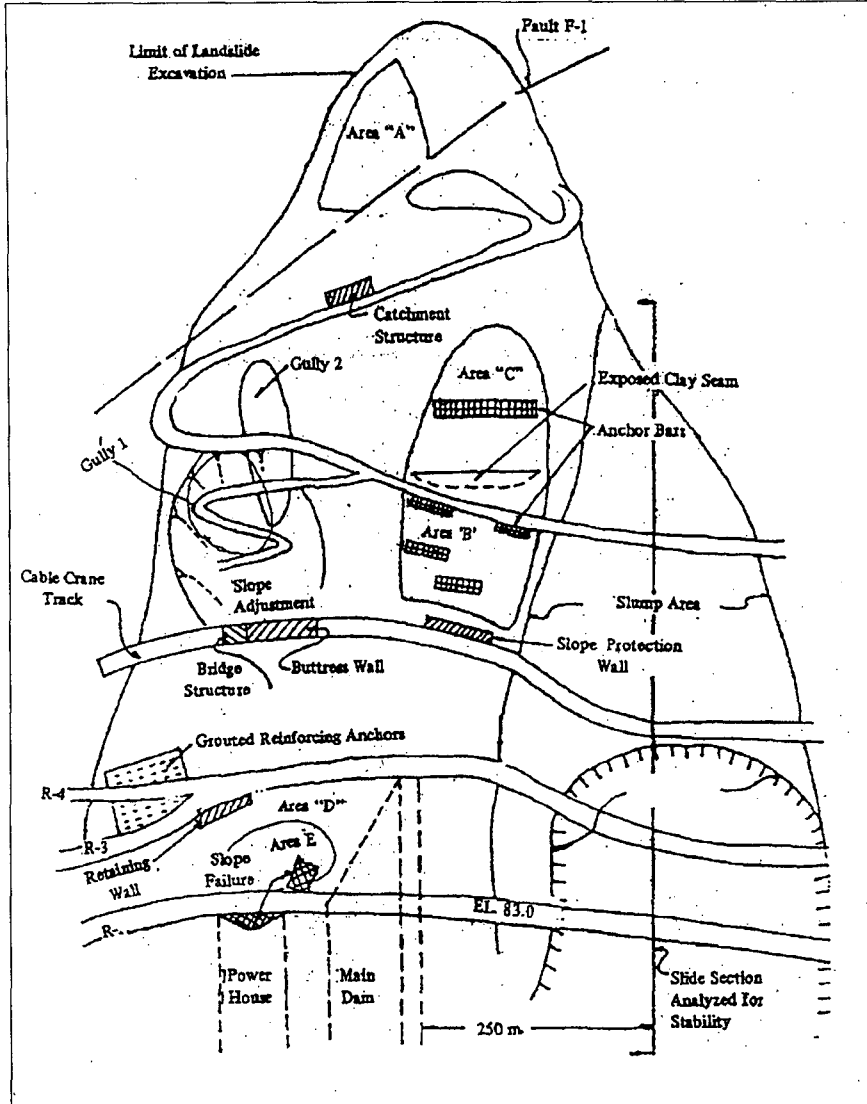 Pault F-1
Limit of Landslide
Excavation
Area "A"
Catchment
Structure
Gully 2
Area "C"
Exposed Clay Seam
Anchor Bars
Gully 1
Area 'B'
Cable Crane
Track
Slope
Adjustment
Slump Area
Bridge
Structure
Buttress Wall
Slope Protection
Wall
Grouted Reinforcing Anchors
R-4
Area "D"
R-3
Retaining
Wall
Slope
Failure
Area E
R-
EL. 83.0
Power
House
Main
Dain
250 m.
Slide Section
Analyzed for
Stability